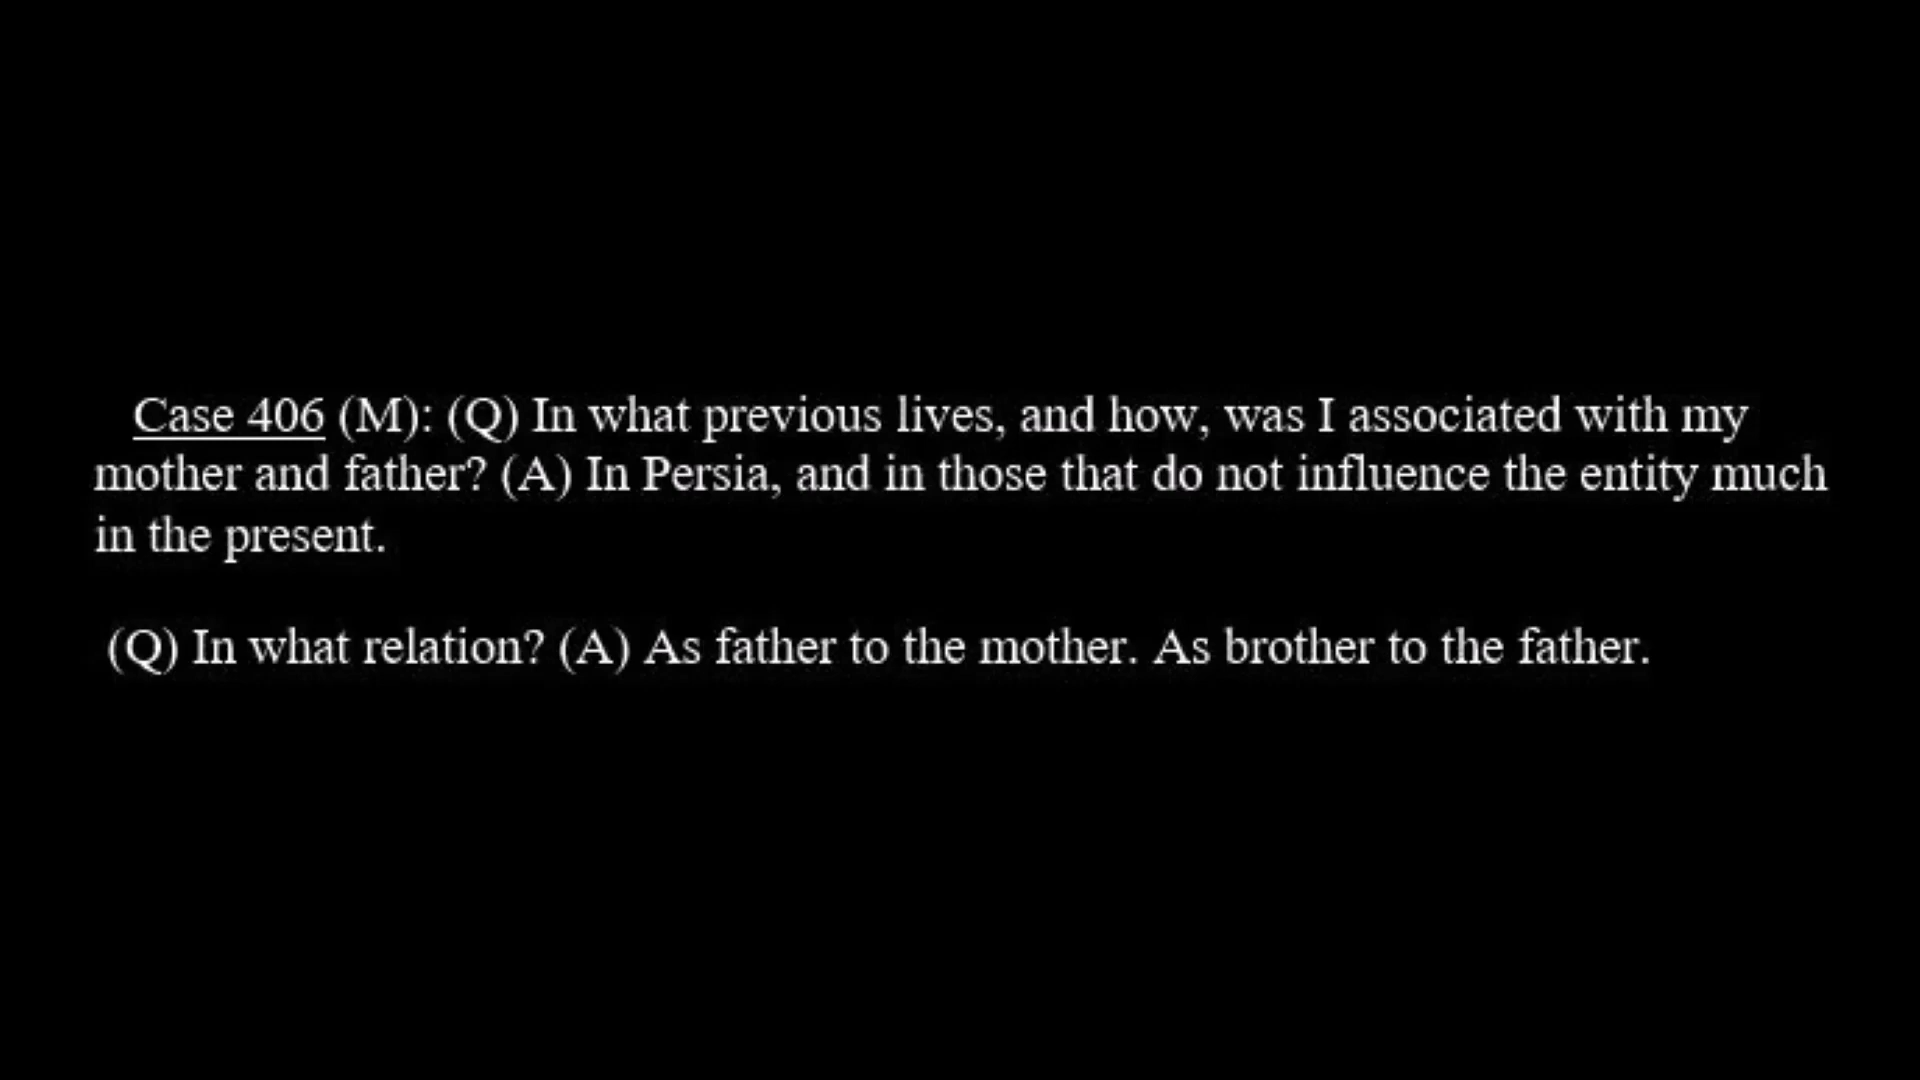 Case 406 (M): (Q) In what previous lives, and how, was I associated with my
mother and father? (A) In Persia, and in those that do not influence the entity much
in the present.
(Q) In what relation? (A) As father to the mother. As brother to the father.